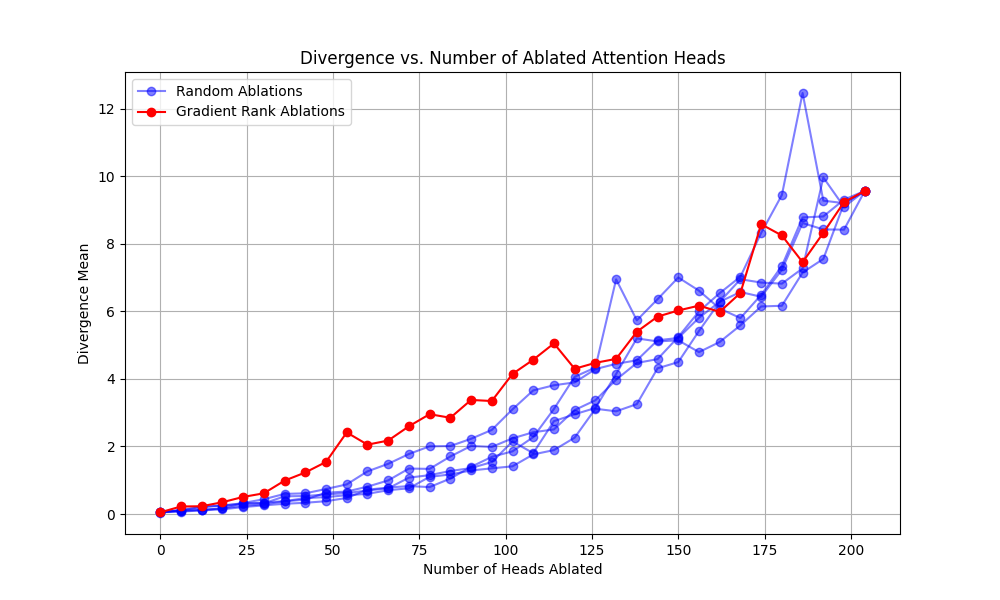 Divergence vs. Number of Ablated Attention Heads
Random Ablations
Gradient Rank Ablations
Divergence Mean
12
10
8
6
4
2
0
0 25 50 75 100 125 150 175 200
Number of Heads Ablated